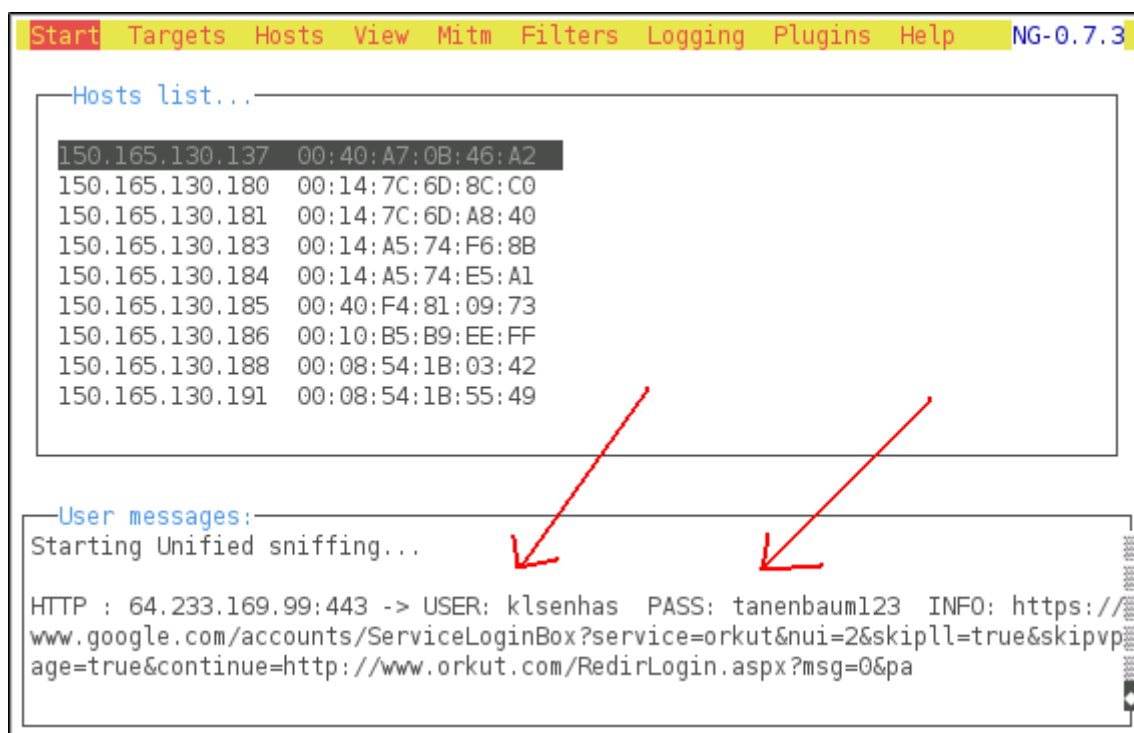 Start Targets Hosts View Mitm Filters Logging Plugins Help NG-0.7.3
Hosts list...
150.165.130.137 00:40:A7:0B:46:A2
150.165.130.180 00:14:7C:6D:8C:C0
150.165.130.181 00:14:7C:6D:A8:40
150.165.130.183 00:14:A5:74:F6:8B
150.165.130.184 00:14:A5:74:E5:A1
150.165.130.185 00:40:F4:81:09:73
150.165.130.186 00:10:B5:B9:EE:FF
150.165.130.188 00:08:54:1B:03:42
150.165.130.191 00:08:54:1B:55:49
User messages:
Starting Unified sniffing...
HTTP : 64.233.169.99:443 -> USER: klsenhas PASS: tanenbaum123 INFO: https://
www.google.com/accounts/ServiceLoginBox?service=orkut&nui=2&skipll=true&skipvp
age=true&continue=http://www.orkut.com/RedirLogin.aspx?msg=0&pa